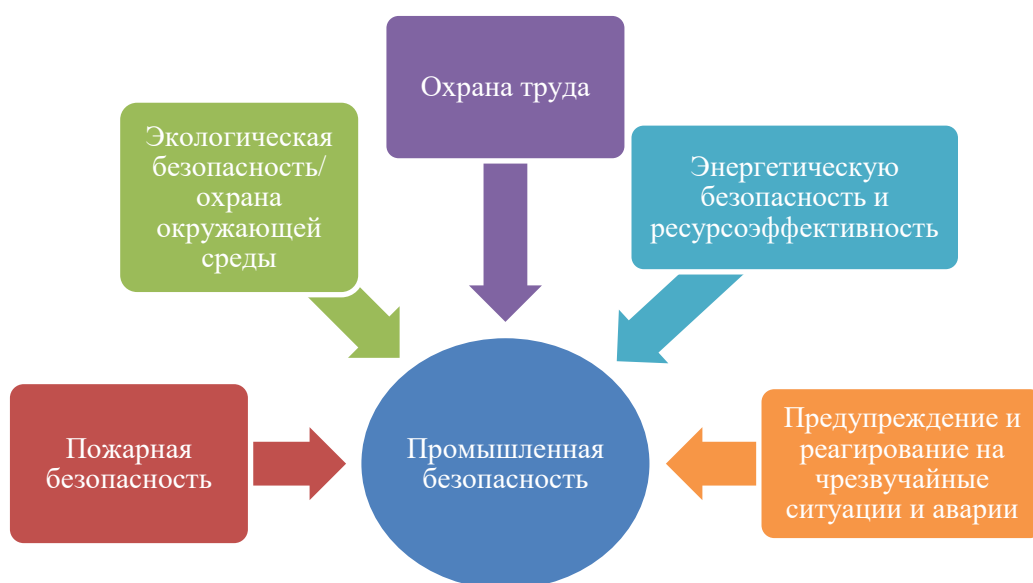 Охрана труда
Экологическая
безопасность/
охрана
окружающей
среды
Энергетическую
безопасность и
ресурсоэффективность
Пожарная
безопасность
Промышленная
безопасность
Предупреждение и
реагирование на
чрезвучайные
ситуации и аварии